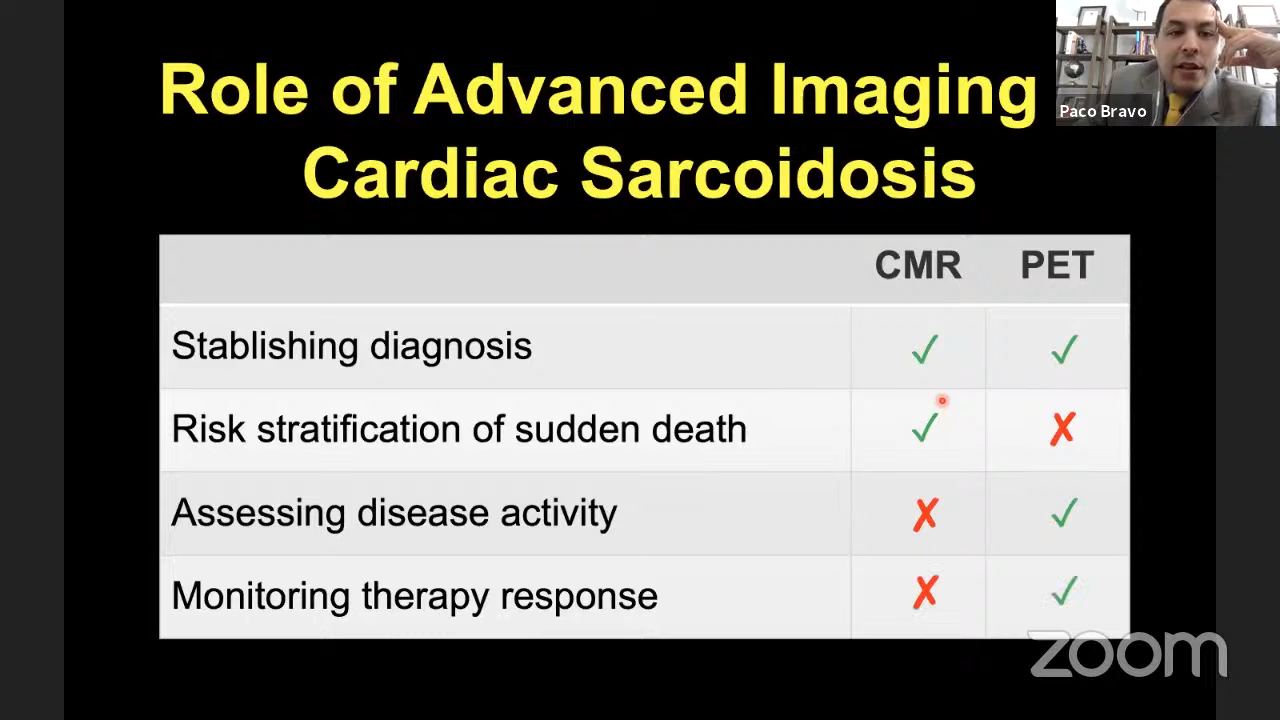 Role of Advanced Imaging
Cardiac Sarcoidosis
Paco Bravo
CMR PET
Stablishing diagnosis ✓ ✓
Risk stratification of sudden death ✓ ✗
Assessing disease activity ✗ ✓
Monitoring therapy response ✗ ✓
zoom